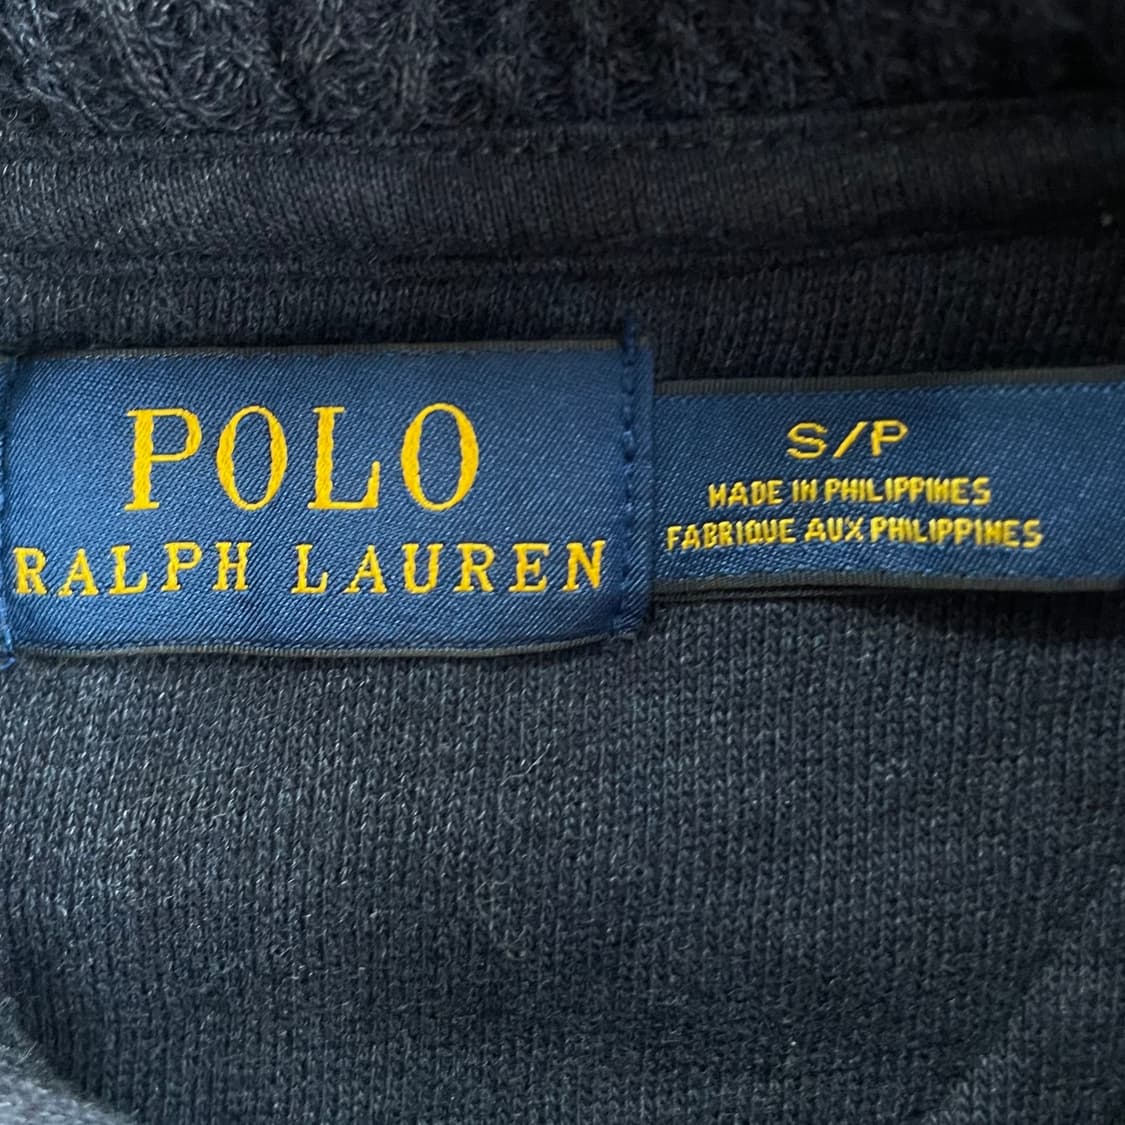 POLO
RALPH LAUREN
S/P
MADE IN PHILIPPINES
FABRIQUE AUX PHILIPPINES